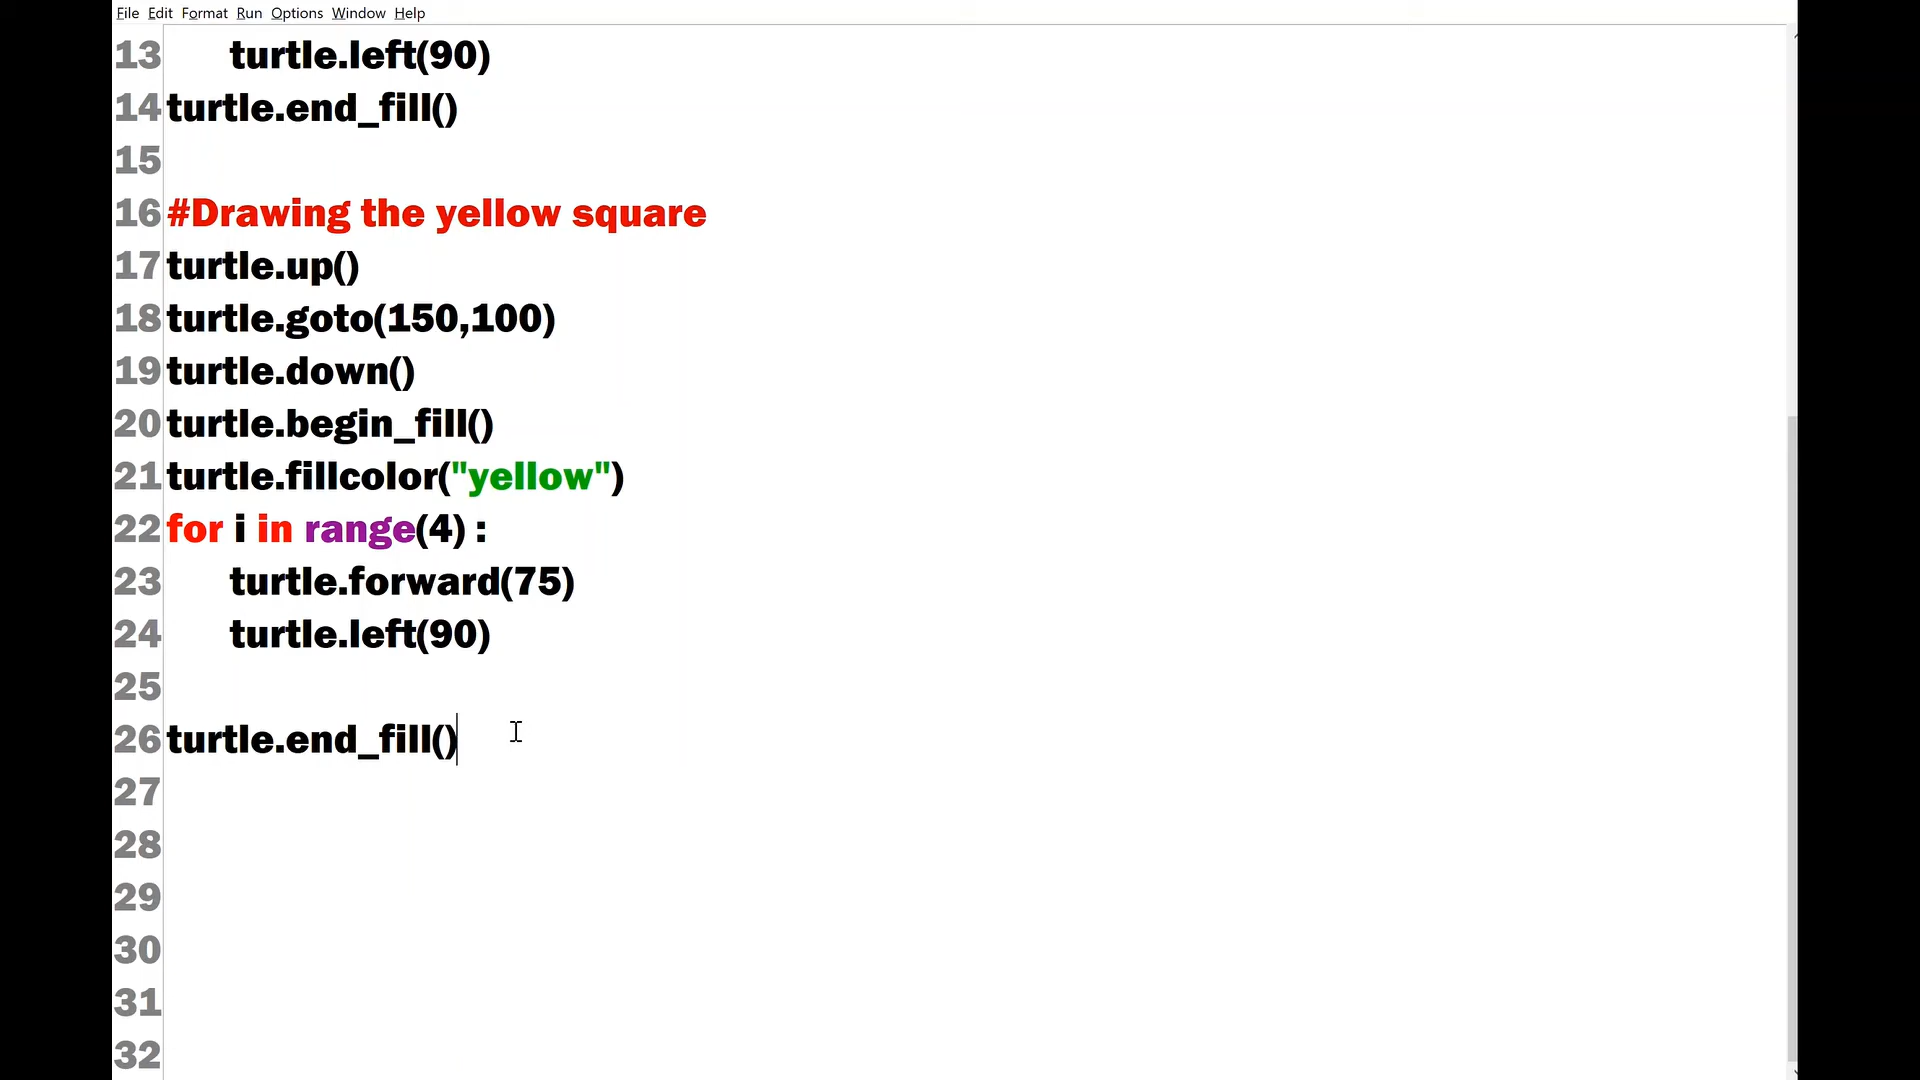 File Edit Format Run Options Window Help
13 turtle.left(90)
14 turtle.end_fill()
15
16 #Drawing the yellow square
17 turtle.up()
18 turtle.goto(150,100)
19 turtle.down()
20 turtle.begin_fill()
21 turtle.fillcolor("yellow")
22 for i in range(4) :
23 turtle.forward(75)
24 turtle.left(90)
25
26 turtle.end_fill()
27
28
29
30
31
32